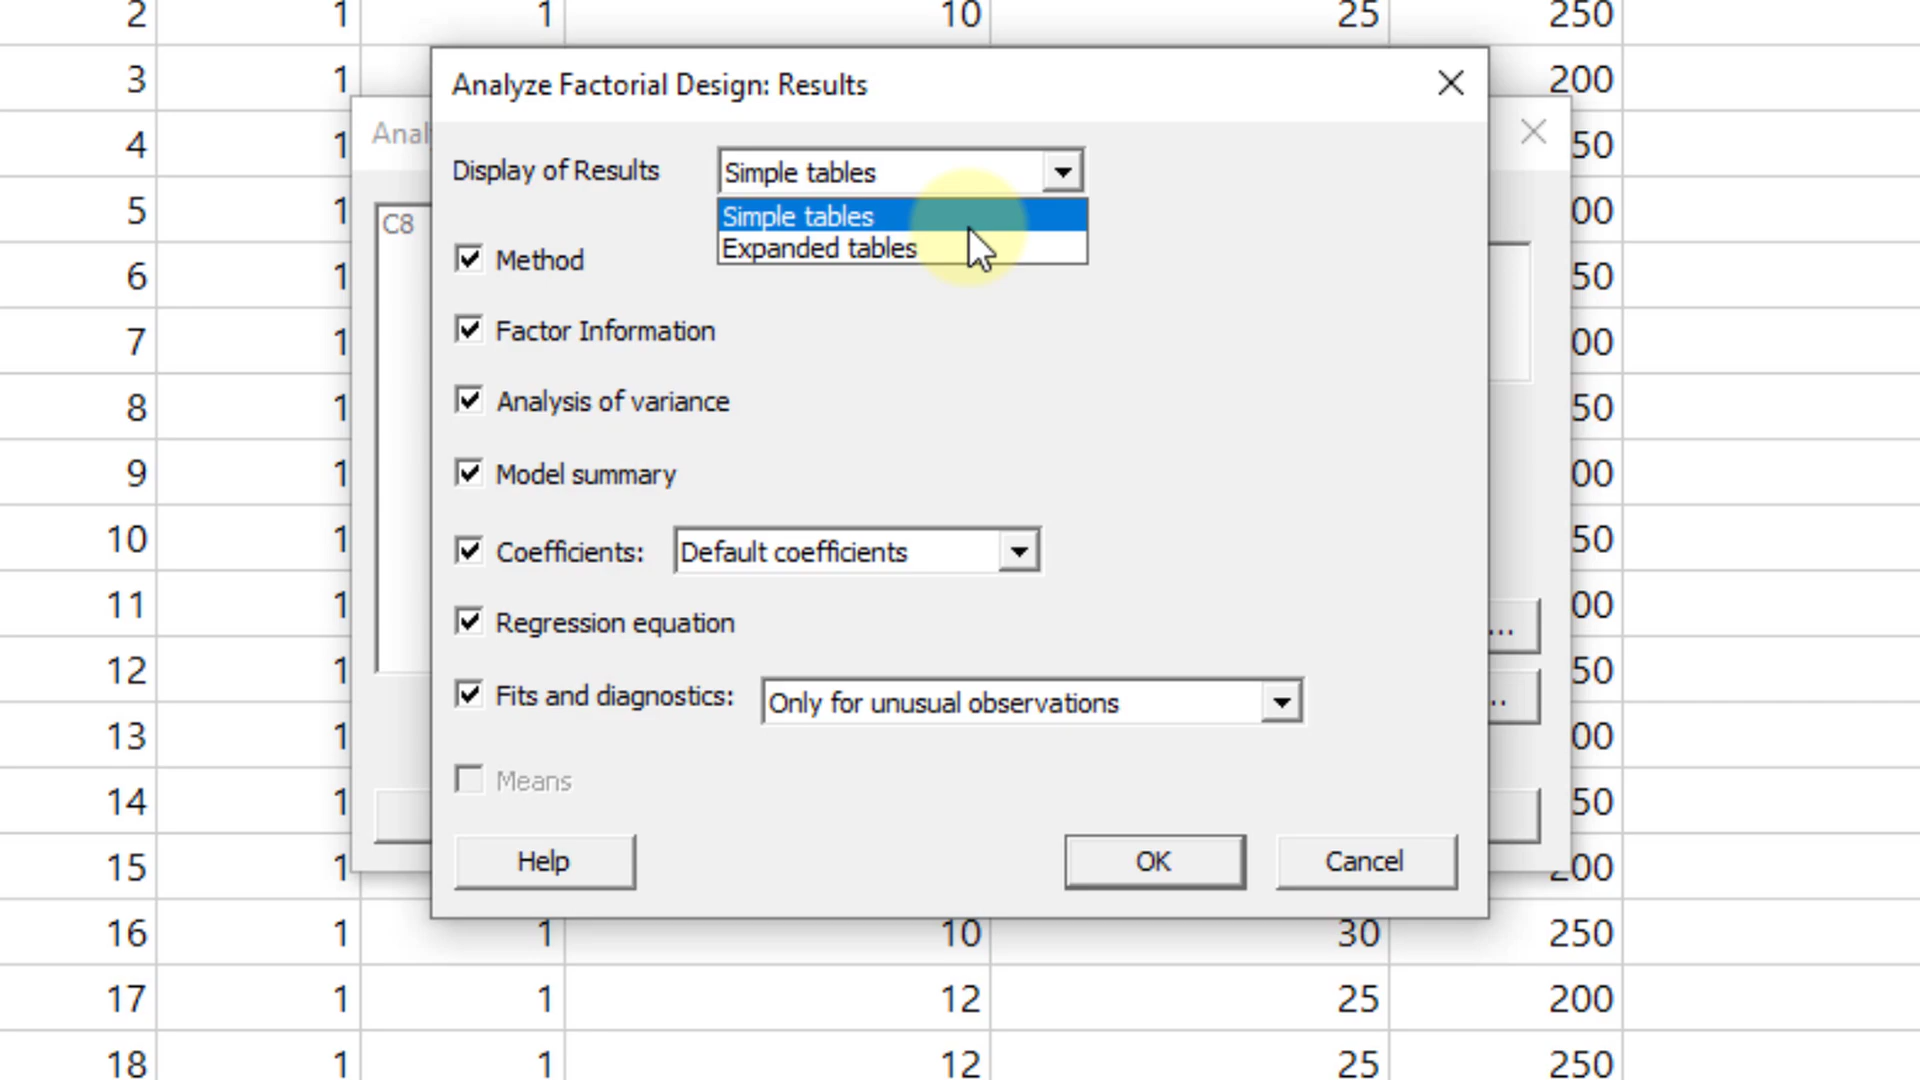 2 1 1 10 25 250
3 1 200
Analyze Factorial Design: Results
4 1 Anal 50
Display of Results Simple tables
Simple tables
Expanded tables
5 1 C8 00
Method
6 1 50
Factor Information
7 1 00
Analysis of variance
8 1 50
Model summary
9 1 00
Coefficients: Default coefficients
10 1 50
Regression equation
11 1 00
...
Fits and diagnostics: Only for unusual observations
12 1 50
..
13 1 00
Means
14 1 50
Help OK Cancel
15 1 200
16 1 1 10 30 250
17 1 1 12 25 200
18 1 1 12 25 250